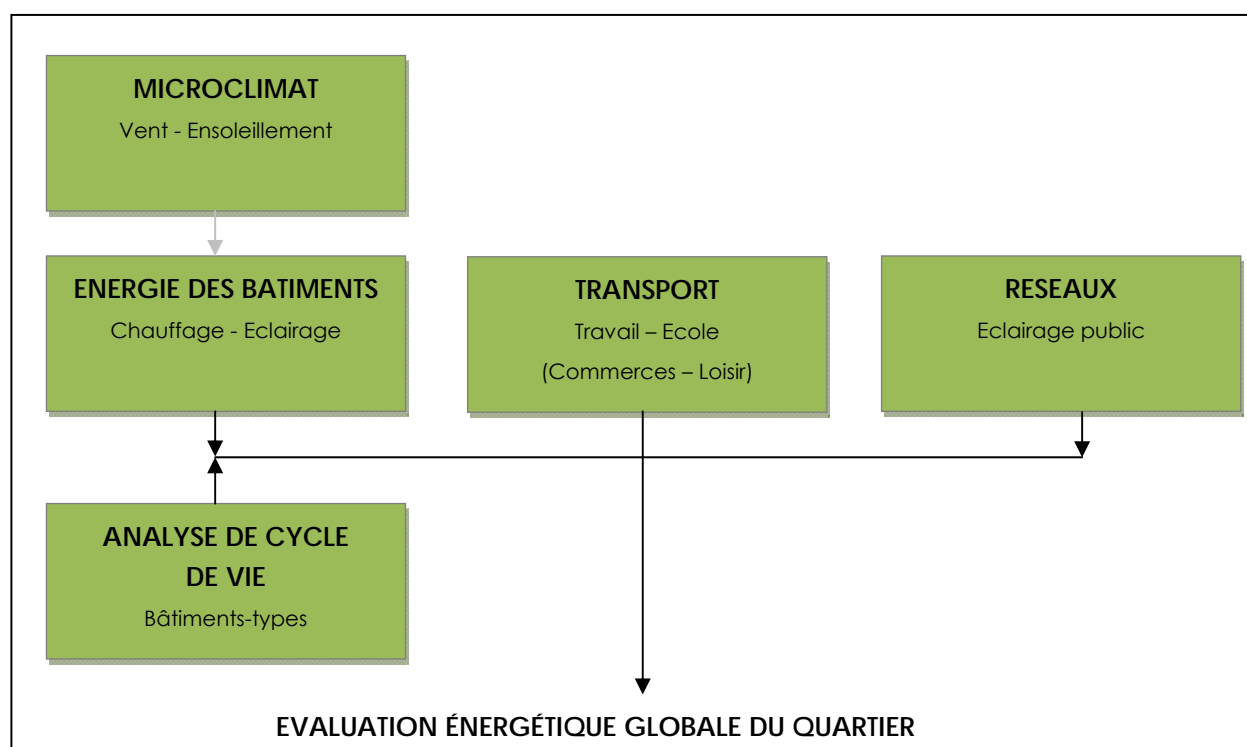 MICROCLIMAT
Vent - Ensoleillement
ENERGIE DES BATIMENTS
Chauffage - Eclairage
TRANSPORT
Travail – Ecole
(Commerces – Loisir)
RESEAUX
Eclairage public
ANALYSE DE CYCLE
DE VIE
Bâtiments-types
EVALUATION ÉNERGÉTIQUE GLOBALE DU QUARTIER